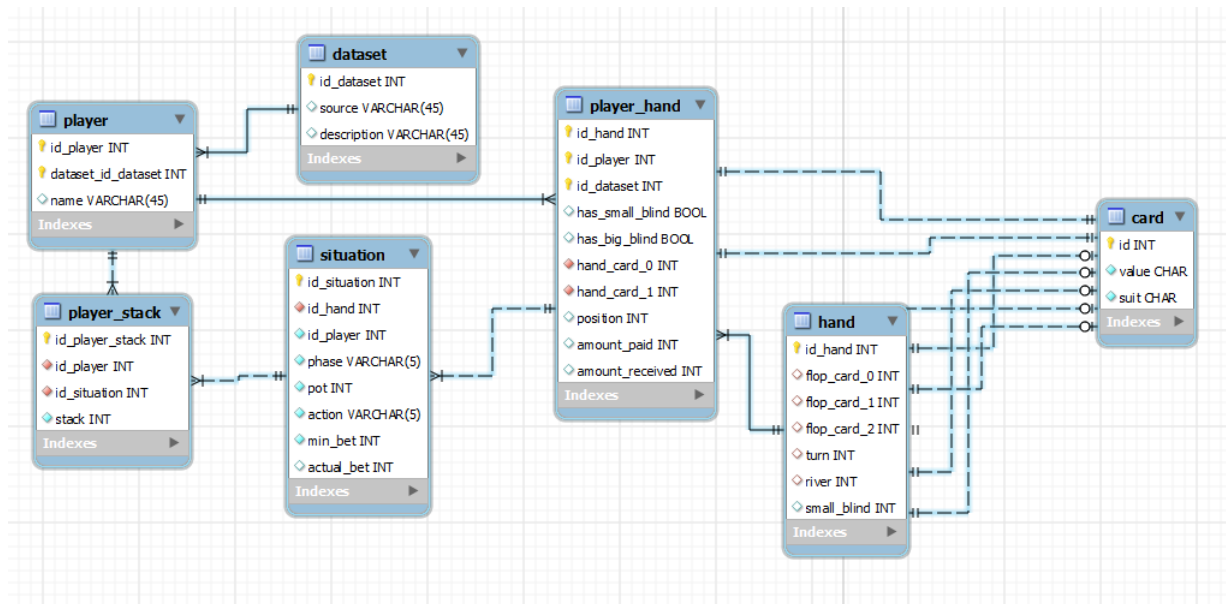 dataset
id_dataset INT
source VARCHAR(45)
description VARCHAR(45)
Indexes
player
id_player INT
dataset_id_dataset INT
name VARCHAR(45)
Indexes
player_hand
id_hand INT
id_player INT
id_dataset INT
has_small_blind BOOL
has_big_blind BOOL
hand_card_0 INT
hand_card_1 INT
position INT
amount_paid INT
amount_received INT
Indexes
card
id INT
value CHAR
suit CHAR
Indexes
situation
id_situation INT
id_hand INT
id_player INT
phase VARCHAR(5)
pot INT
action VARCHAR(5)
min_bet INT
actual_bet INT
Indexes
player_stack
id_player_stack INT
id_player INT
id_situation INT
stack INT
Indexes
hand
id_hand INT
flop_card_0 INT
flop_card_1 INT
flop_card_2 INT
turn INT
river INT
small_blind INT
Indexes